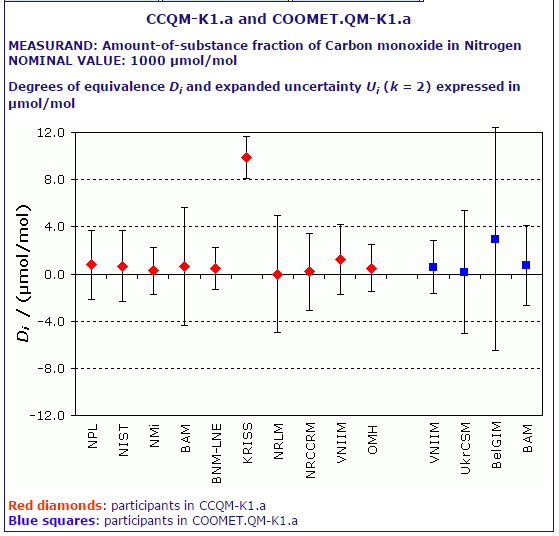 CCQM-K1.a and COOMET.QM-K1.a
MEASURAND: Amount-of-substance fraction of Carbon monoxide in Nitrogen
NOMINAL VALUE: 1000 µmol/mol
Degrees of equivalence Di and expanded uncertainty Ui (k = 2) expressed in
µmol/mol
12.0
8.0
4.0
0.0
-4.0
-8.0
-12.0
Di / (µmol/mol)
NPL
NIST
NMi
BAM
BNM-LNE
KRISS
NRLM
NRCCRM
VNIIM
OMH
VNIIM
UkrCSM
BelGIM
BAM
Red diamonds: participants in CCQM-K1.a
Blue squares: participants in COOMET.QM-K1.a